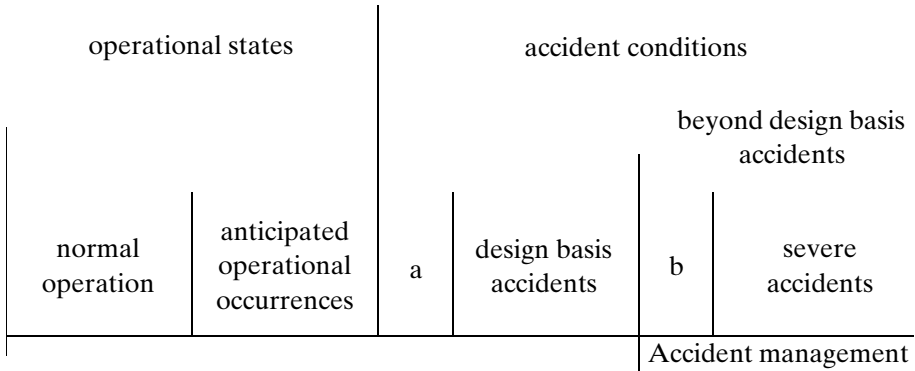 operational states
accident conditions
beyond design basis
accidents
normal
operation
anticipated
operational
occurrences
a
design basis
accidents
b
severe
accidents
Accident management